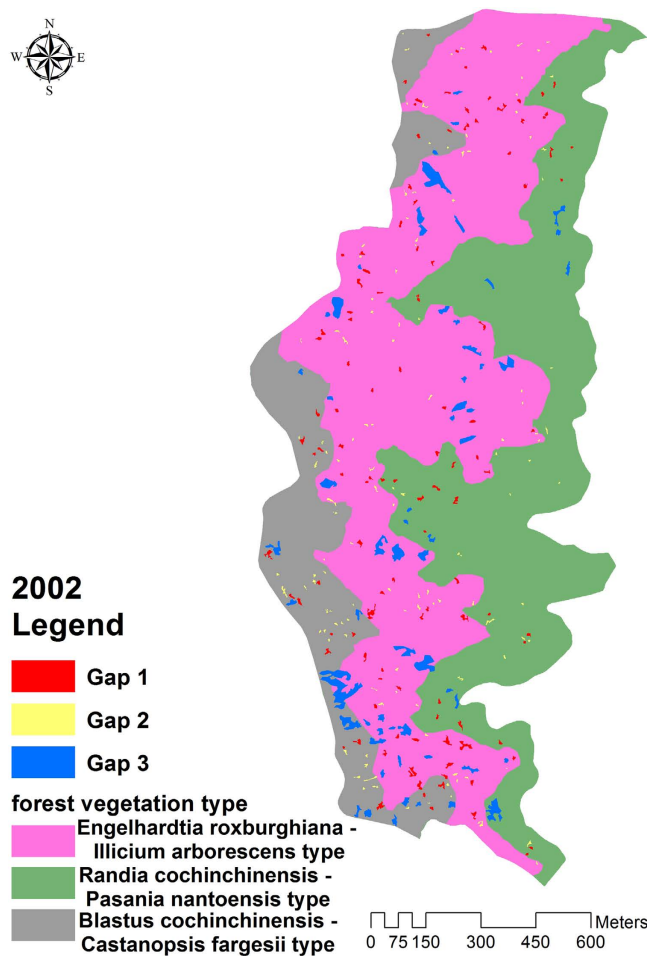 N
W E
S
2002
Legend
Gap 1
Gap 2
Gap 3
forest vegetation type
Engelhardtia roxburghiana -
Illicium arborescens type
Randia cochinchinensis -
Pasania nantoensis type
Blastus cochinchinensis -
Castanopsis fargesii type
Meters
0 75 150 300 450 600